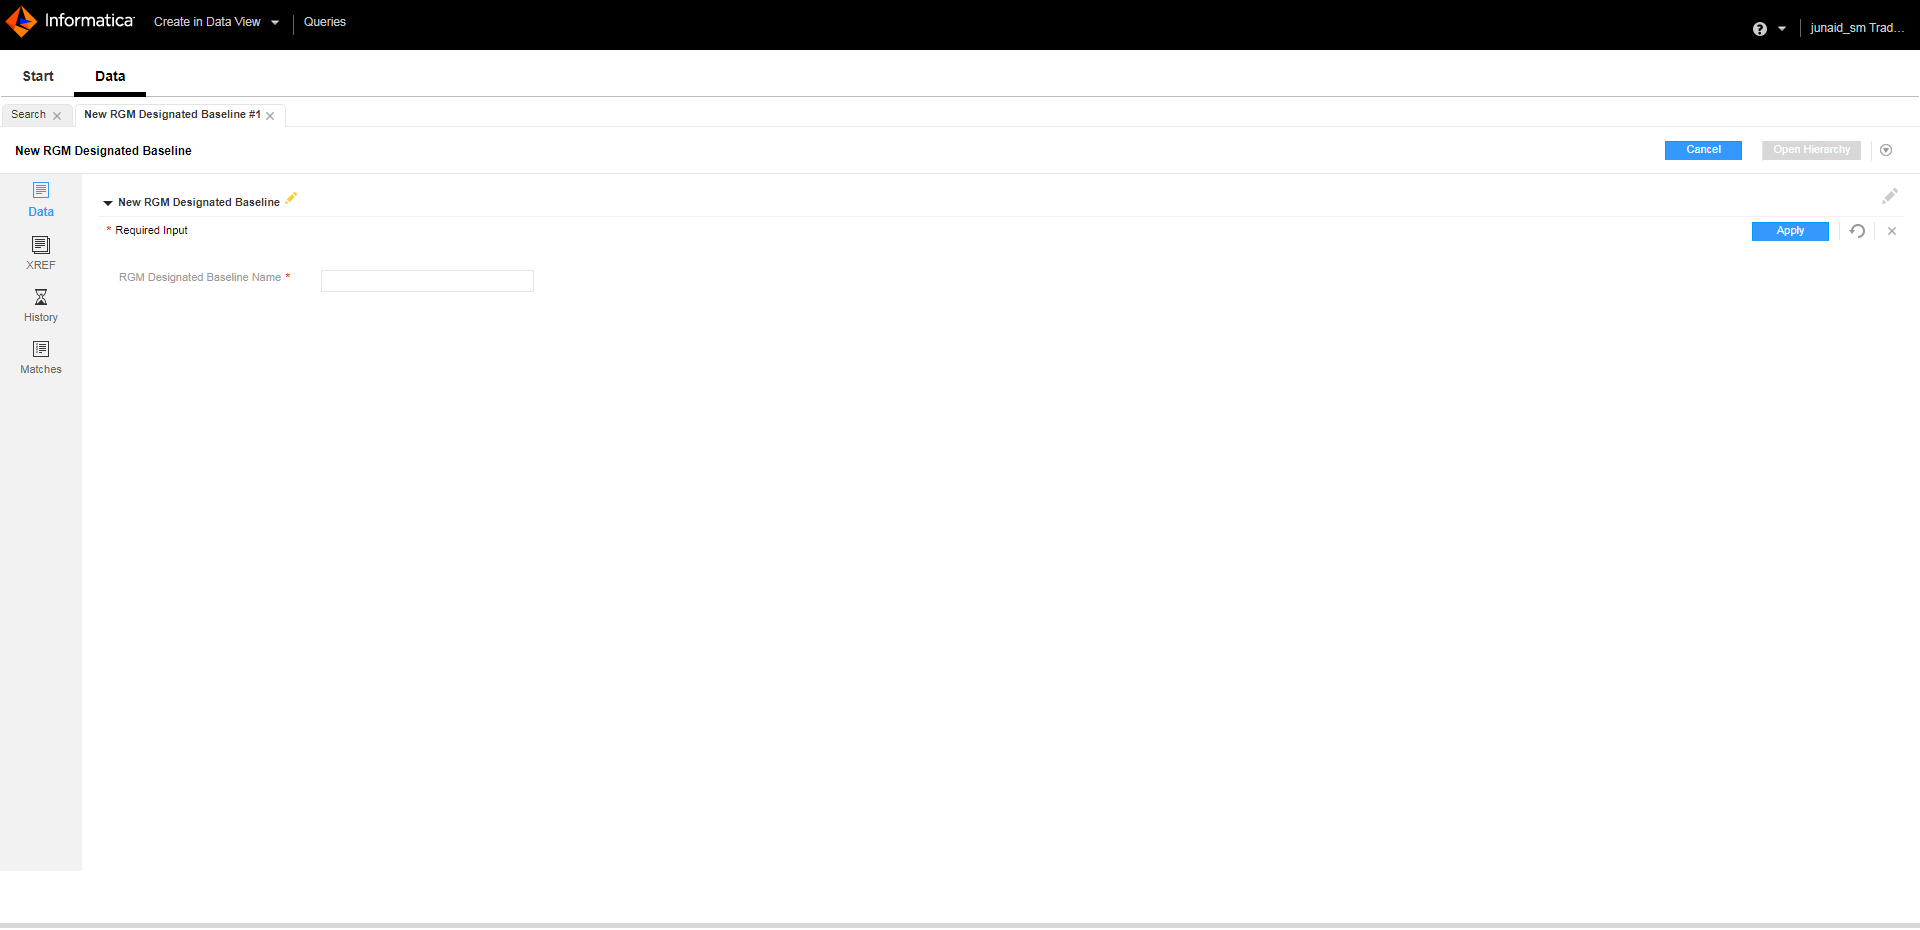 Informatica Create in Data View Queries junaid_sm Trad...
Start Data
Search New RGM Designated Baseline #1
New RGM Designated Baseline Cancel Open Hierarchy
Data
New RGM Designated Baseline
* Required Input Apply
XREF
RGM Designated Baseline Name *
History
Matches